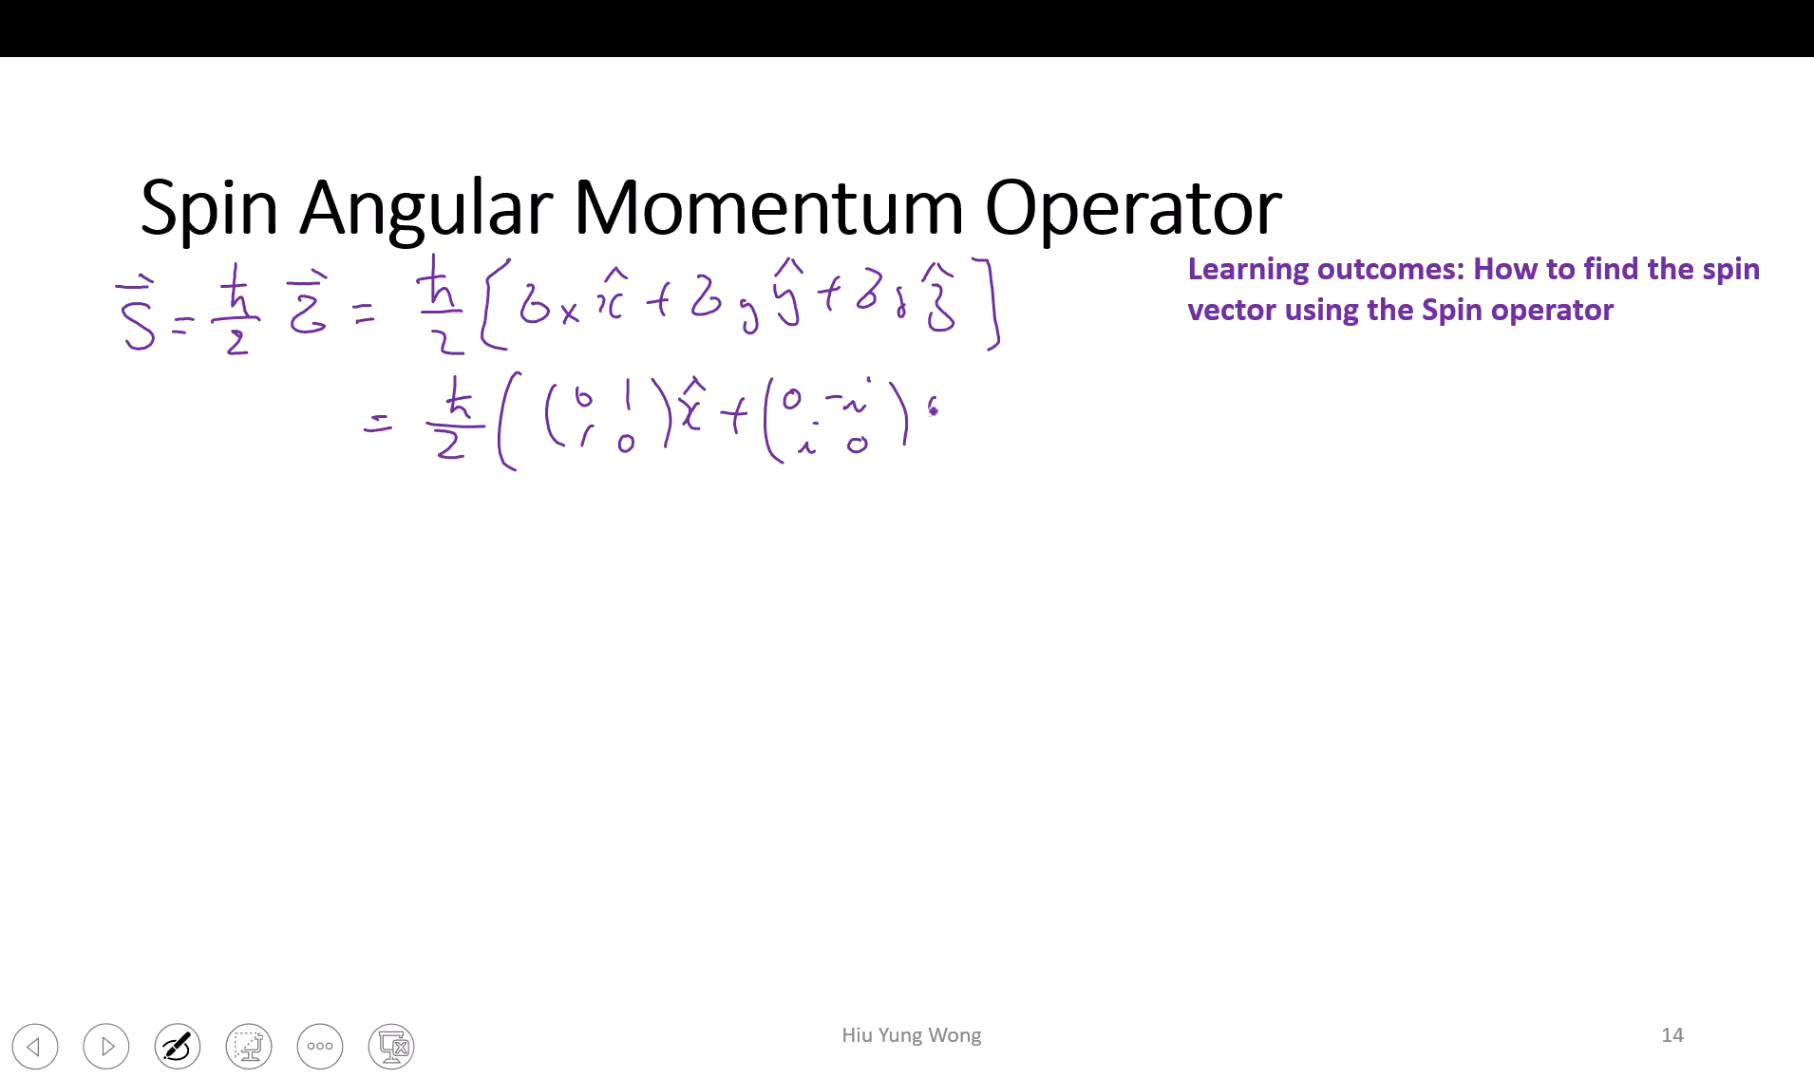 Spin Angular Momentum Operator
Learning outcomes: How to find the spin
vector using the Spin operator
S⃗ = ℏ/2 σ⃗ = ℏ/2 [σx x̂ + σy ŷ + σz ẑ]
= ℏ/2 ( (0 1 1 0) x̂ + (0 -i i 0)
Hiu Yung Wong
14